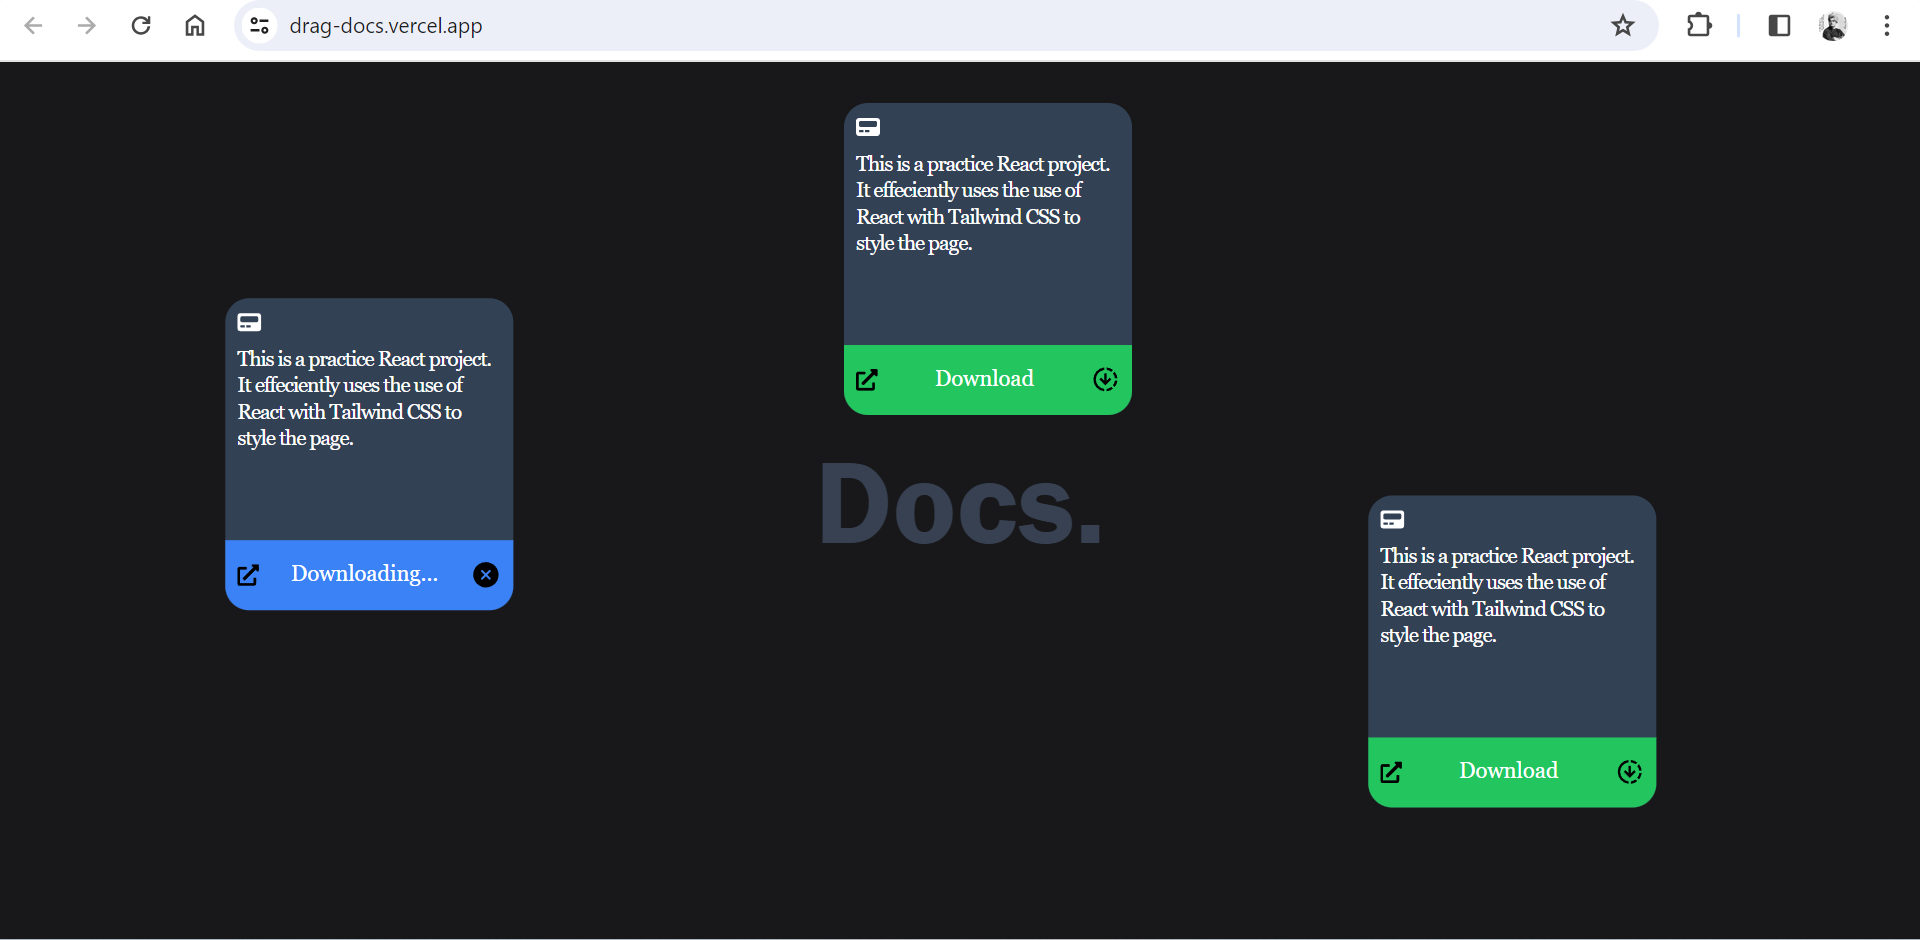 drag-docs.vercel.app
This is a practice React project.
It effeciently uses the use of
React with Tailwind CSS to
style the page.
Download
This is a practice React project.
It effeciently uses the use of
React with Tailwind CSS to
style the page.
Downloading...
Docs.
This is a practice React project.
It effeciently uses the use of
React with Tailwind CSS to
style the page.
Download